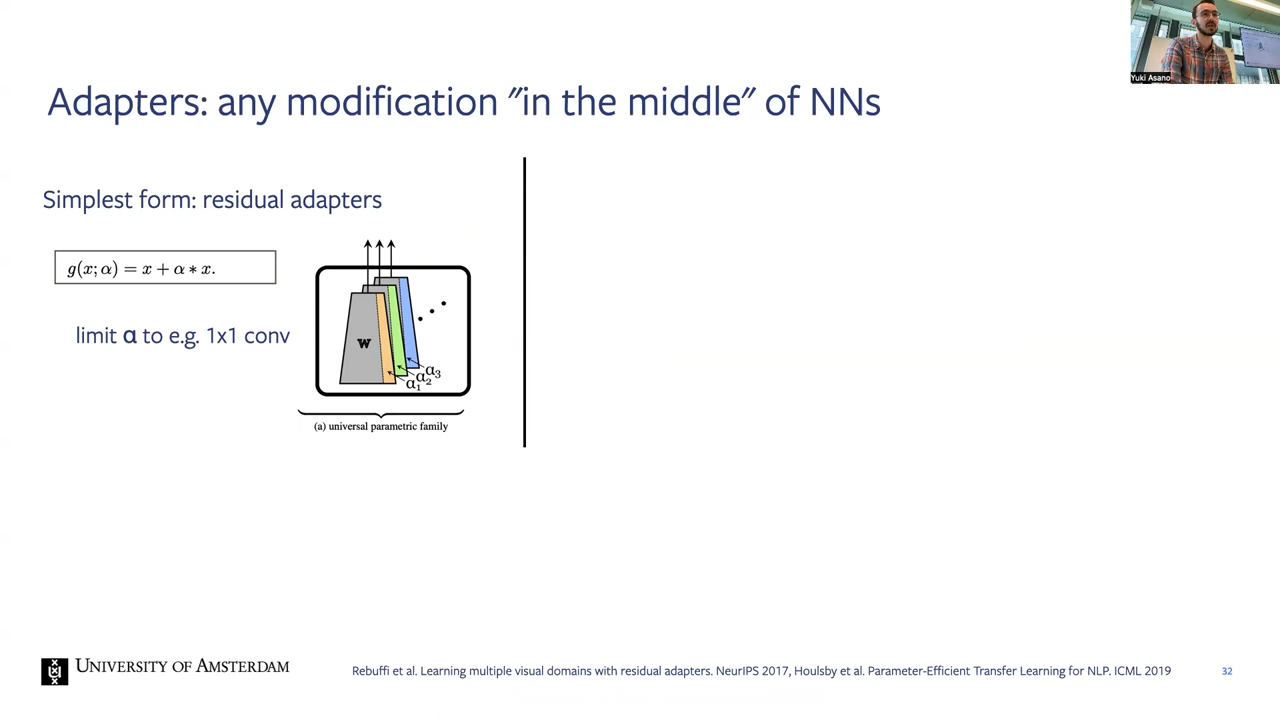 Yuki Asano
Adapters: any modification "in the middle" of NNs
Simplest form: residual adapters
g(x; α) = x + α * x.
limit α to e.g. 1x1 conv
w
α₁
α₂
α₃
(a) universal parametric family
UNIVERSITY OF AMSTERDAM
Rebuffi et al. Learning multiple visual domains with residual adapters. NeurIPS 2017, Houlsby et al. Parameter-Efficient Transfer Learning for NLP. ICML 2019
32